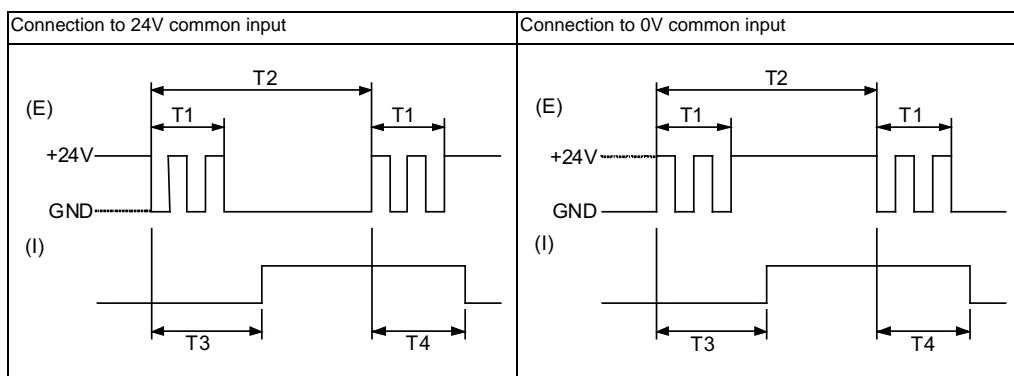 Connection to 24V common input
Connection to 0V common input
T2
(E)
T1
T1
+24V
GND
(I)
T3
T4
T2
(E)
T1
T1
+24V
GND
(I)
T3
T4